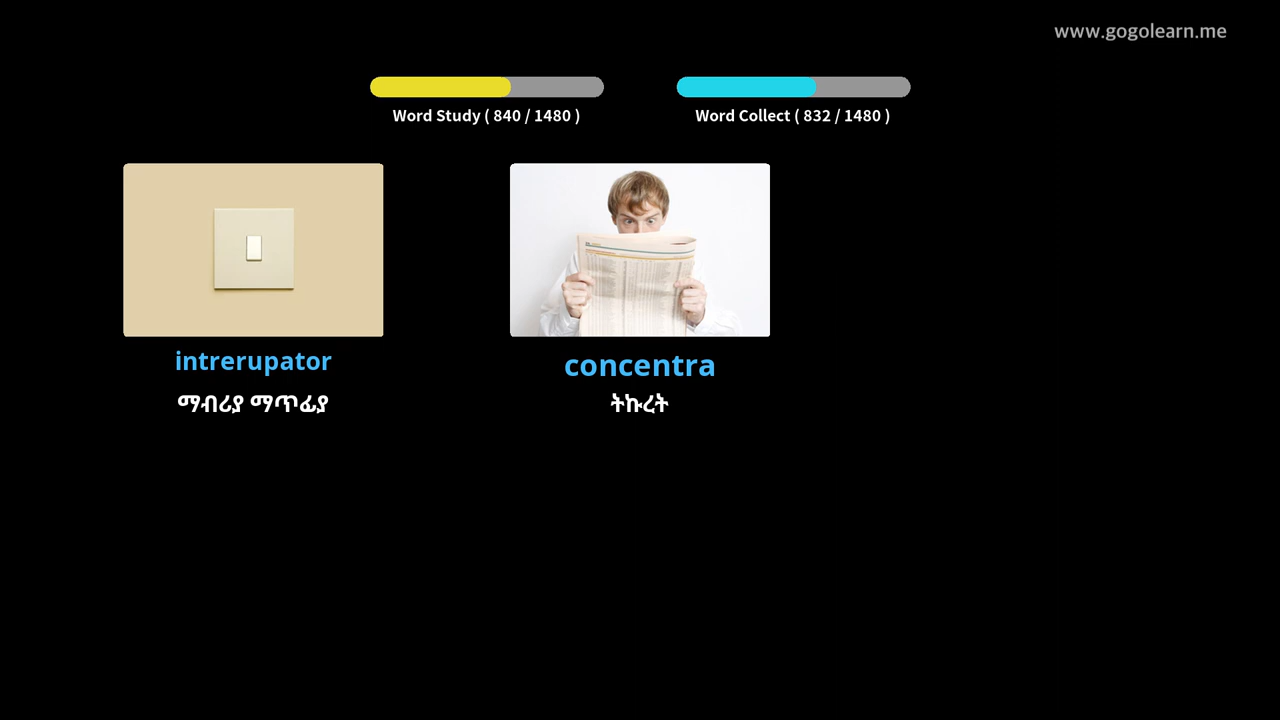 www.gogolearn.me
Word Study ( 840 / 1480 )
Word Collect ( 832 / 1480 )
intrerupator
ማብሪያ ማጥፊያ
concentra
ትኩረት